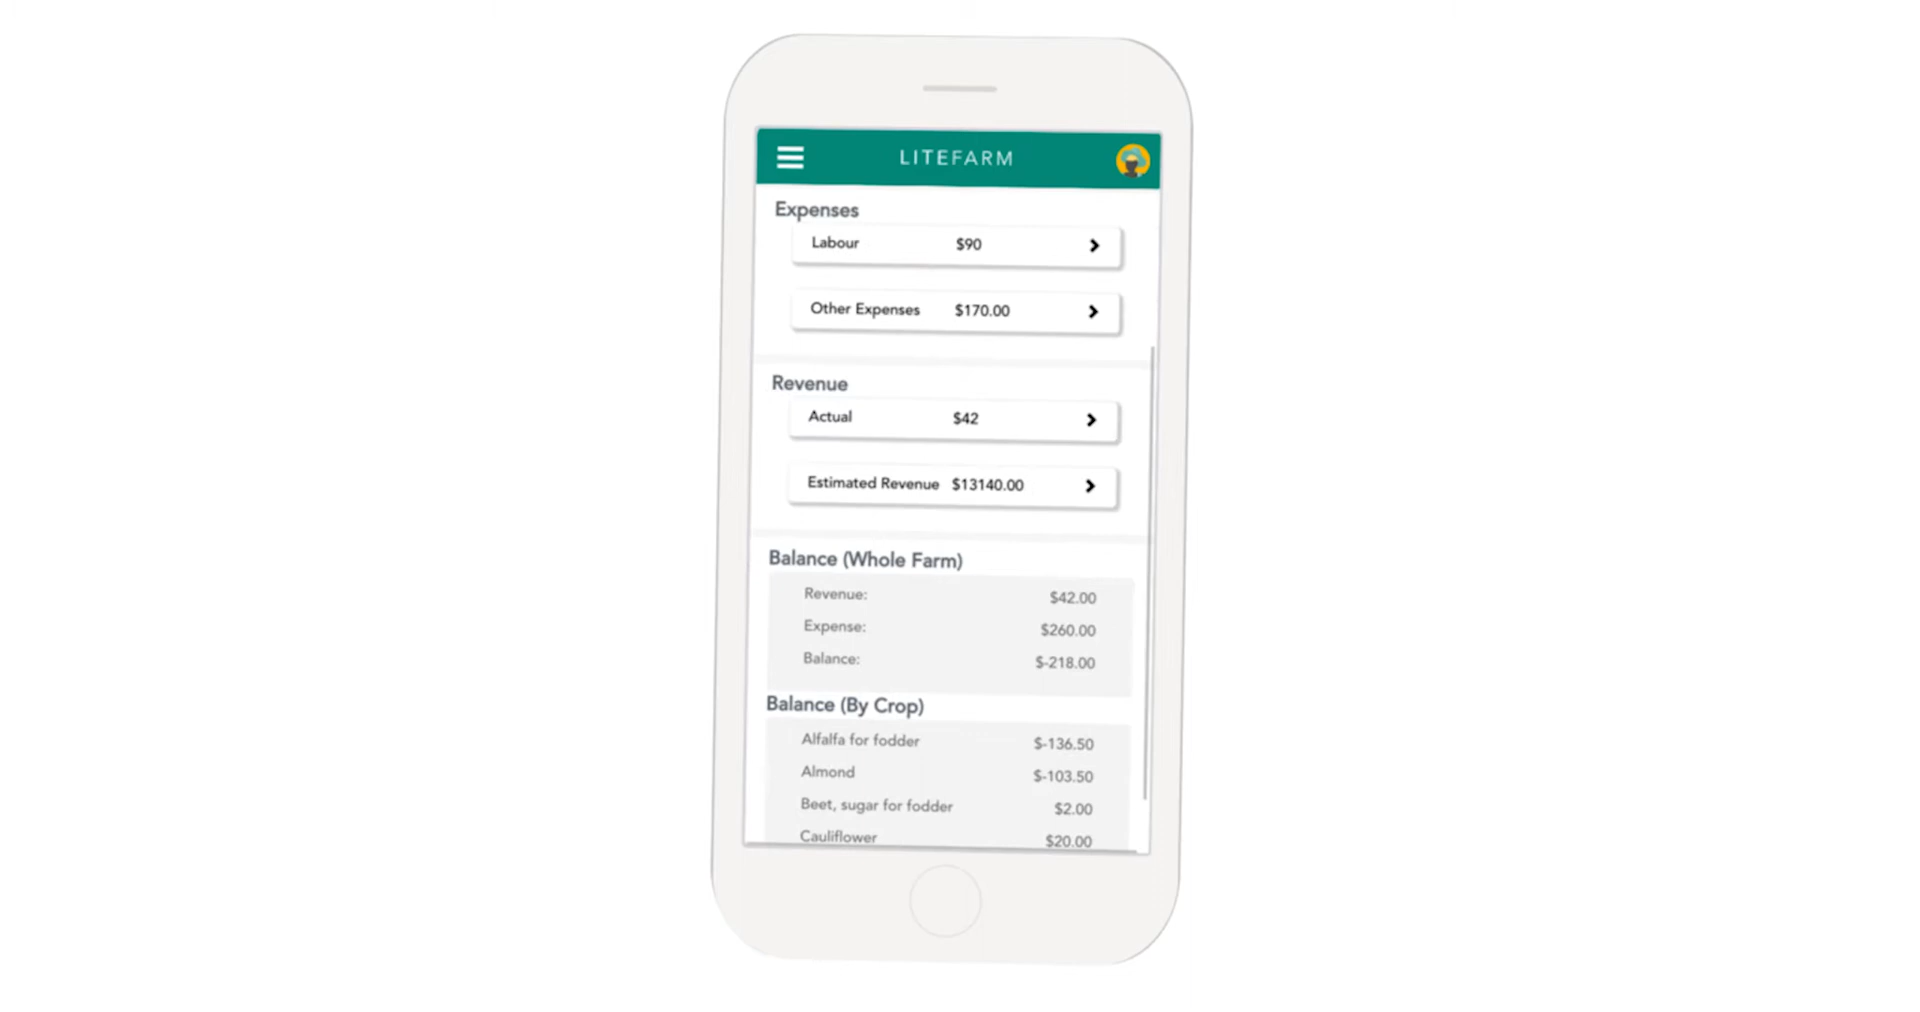 LITEFARM
Expenses
Labour $90
Other Expenses $170.00
Revenue
Actual $42
Estimated Revenue $13140.00
Balance (Whole Farm)
Revenue: $42.00
Expense: $260.00
Balance: $-218.00
Balance (By Crop)
Alfalfa for fodder $-136.50
Almond $-103.50
Beet, sugar for fodder $2.00
Cauliflower $20.00